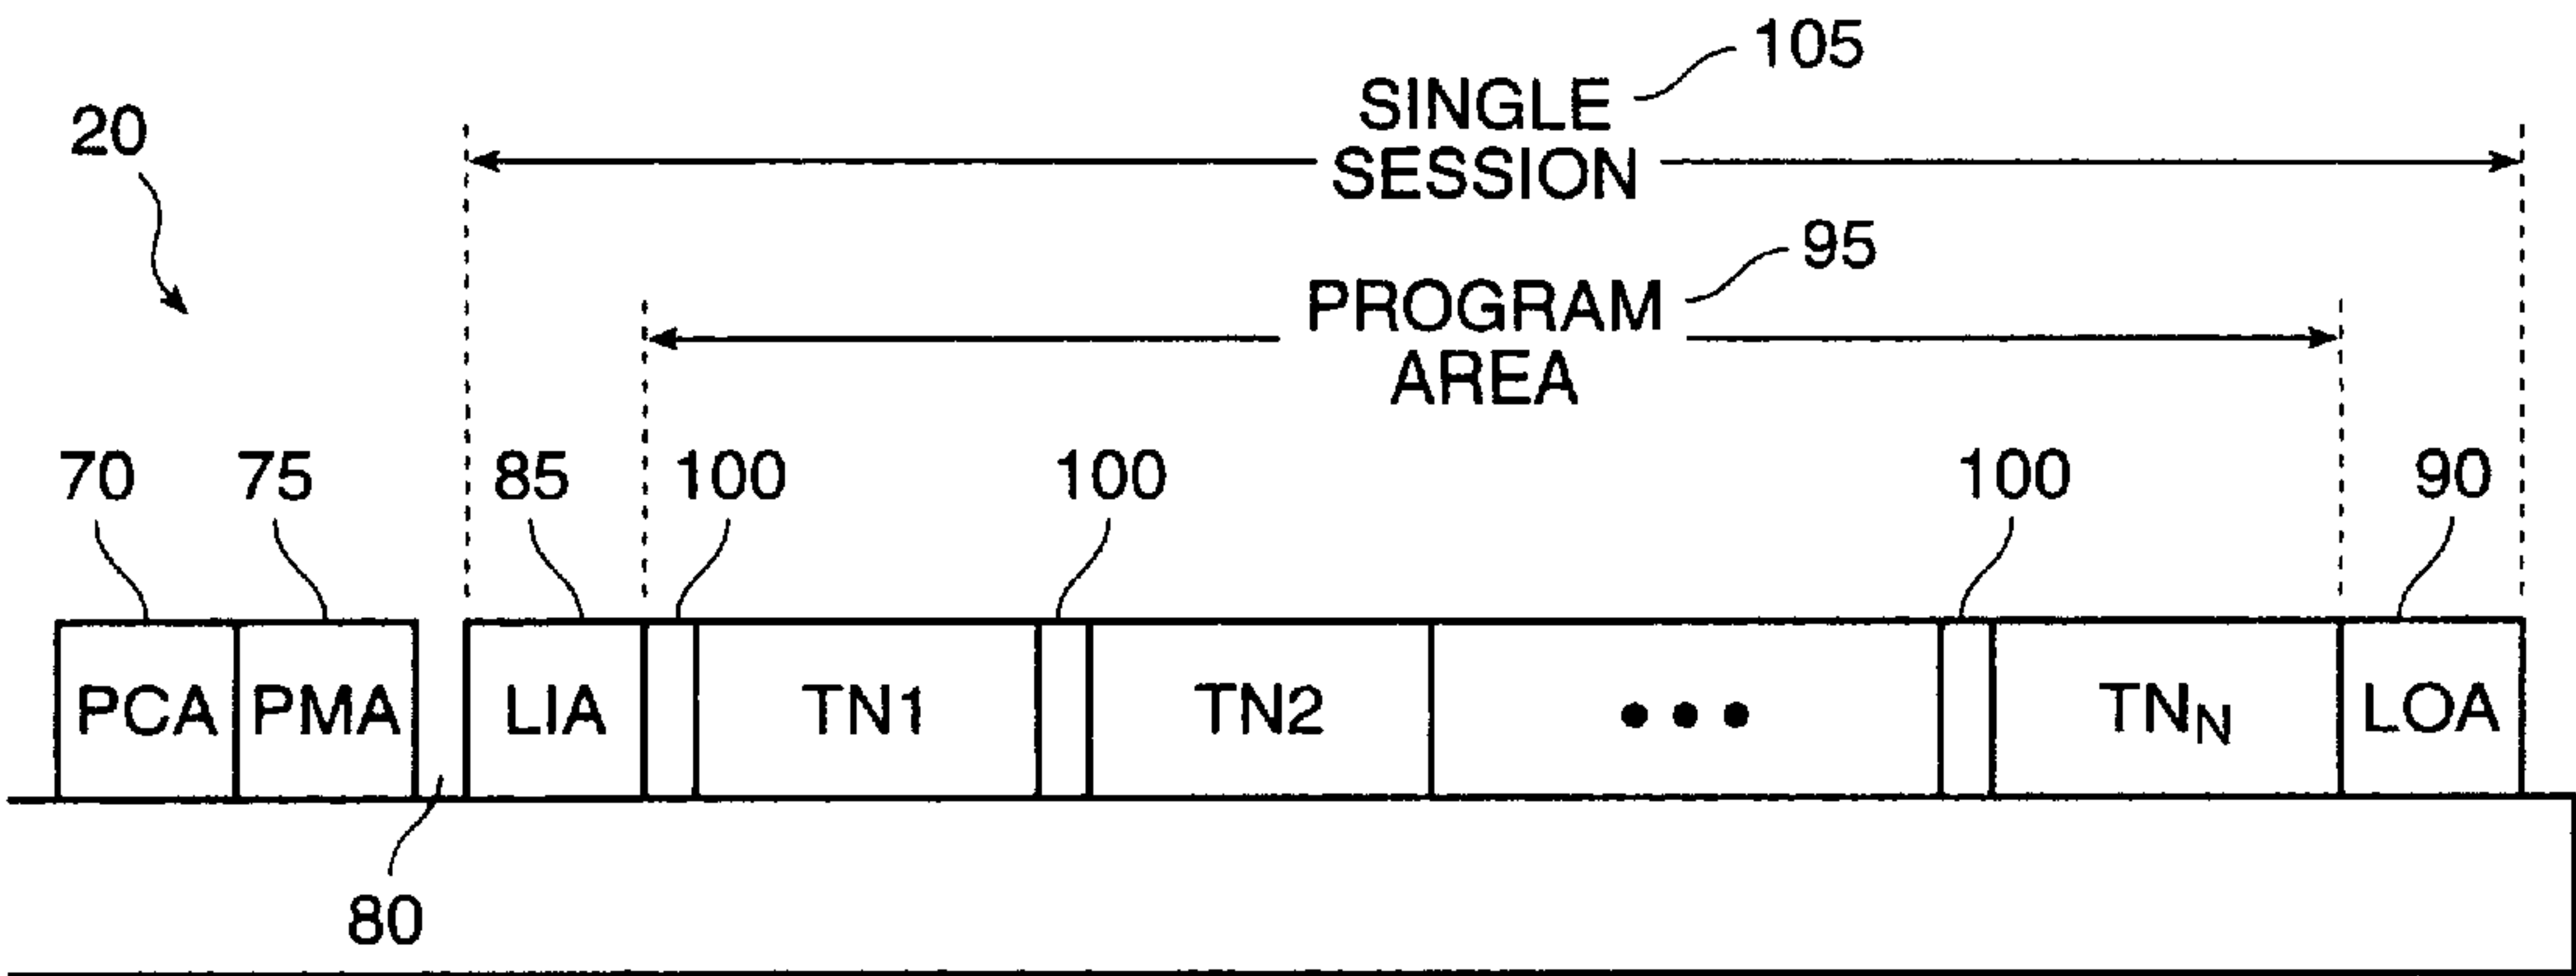 105
SINGLE
SESSION
20
95
PROGRAM
AREA
70 75 85 100 100 100 90
PCA PMA LIA TN1 TN2 ••• TNN LOA
80